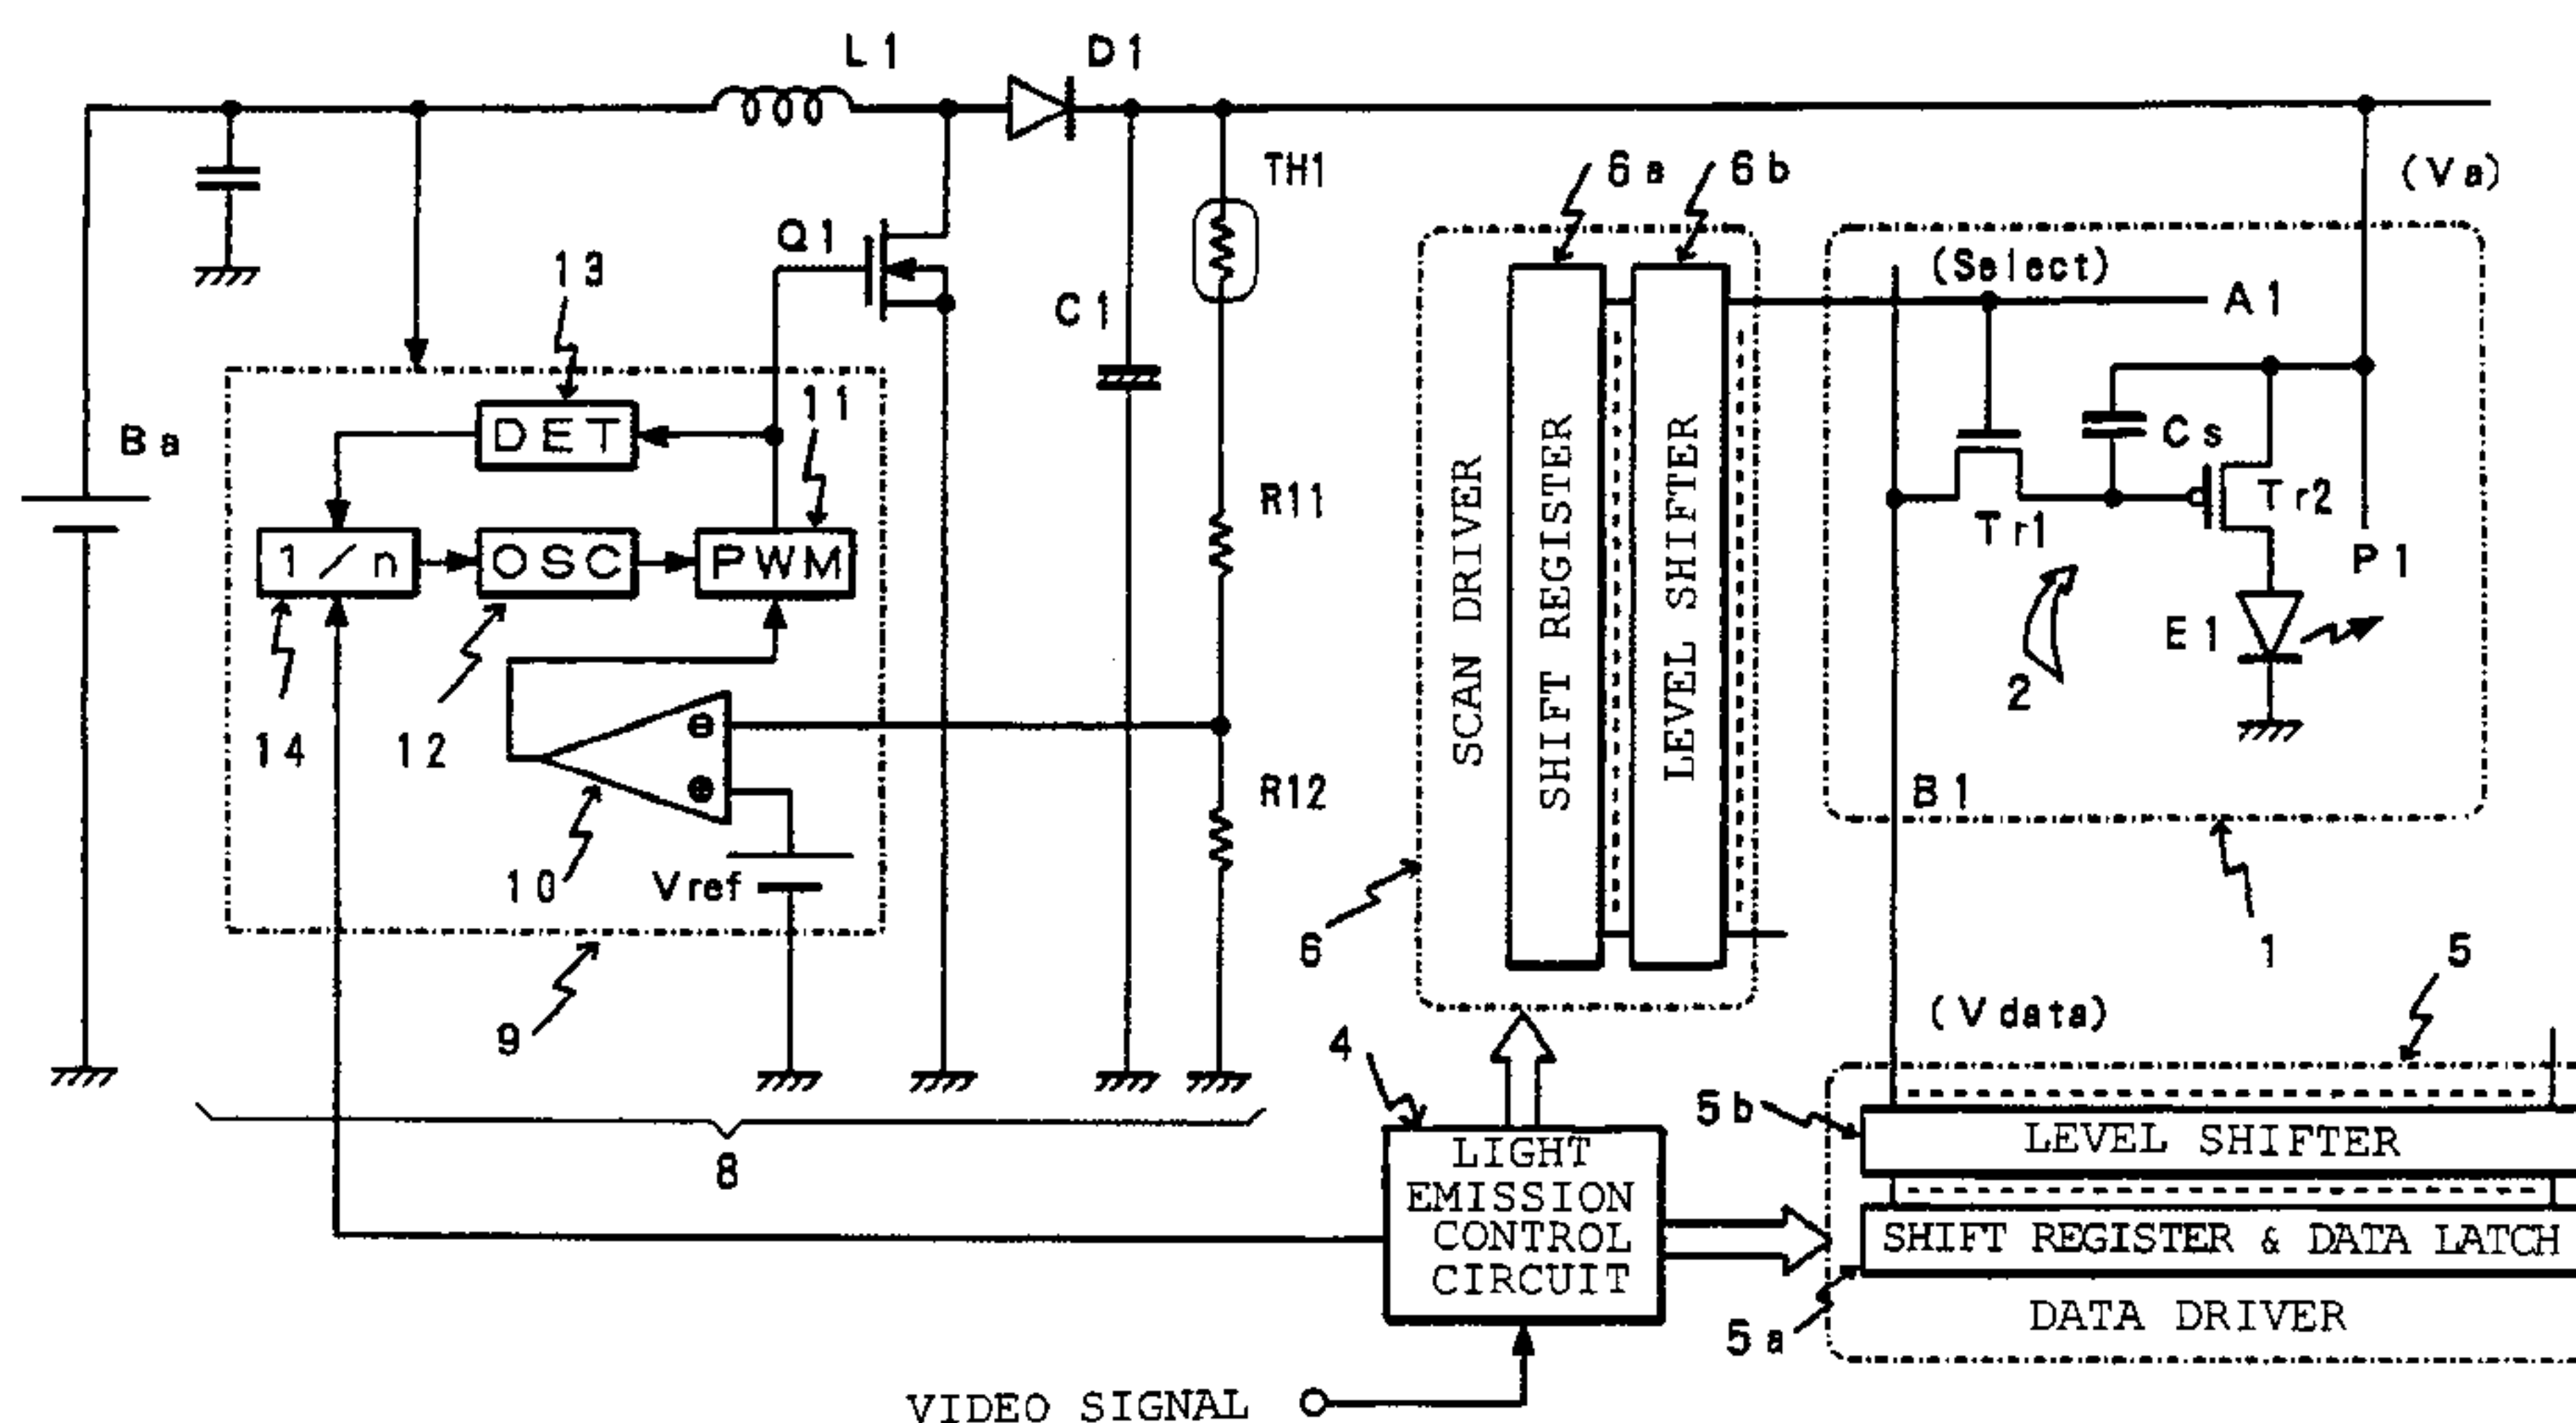 L1
D1
TH1
6a
6b
(Va)
Q1
(Select)
A1
13
C1
11
Ba
DET
Cs
Tr2
Tr1
R11
1/n
OSC
PWM
P1
SCAN DRIVER
SHIFT REGISTER
LEVEL SHIFTER
E1
2
14
12
R12
B1
10
Vref
6
1
5
9
(Vdata)
4
5b
LEVEL SHIFTER
8
LIGHT
EMISSION
CONTROL
CIRCUIT
SHIFT REGISTER & DATA LATCH
5a
DATA DRIVER
VIDEO SIGNAL